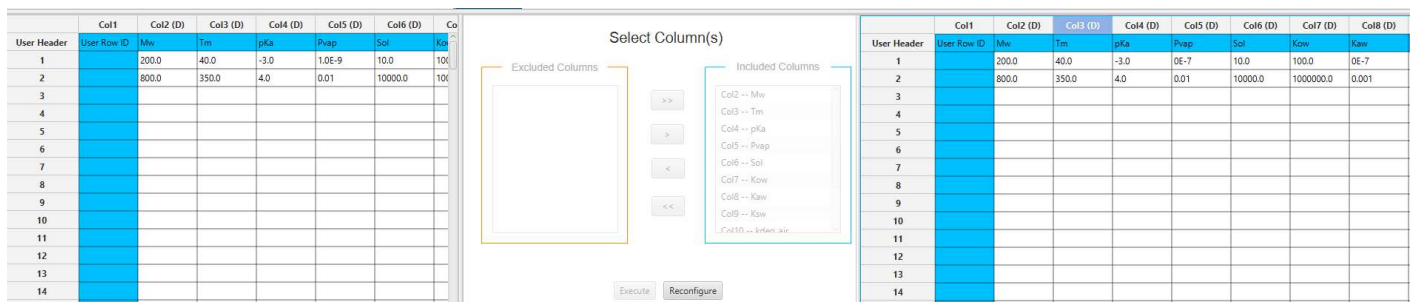 Col1 Col2 (D) Col3 (D) Col4 (D) Col5 (D) Col6 (D) Co
User Header User Row ID Mw Tm pKa Pvap Sol Ko
1 200.0 40.0 -3.0 1.0E-9 10.0 100
2 800.0 350.0 4.0 0.01 10000.0 100
3
4
5
6
7
8
9
10
11
12
13
14
Select Column(s)
Excluded Columns
Included Columns
>>
>
<
<<
Col2 -- Mw
Col3 -- Tm
Col4 -- pKa
Col5 -- Pvap
Col6 -- Sol
Col7 -- Kow
Col8 -- Kaw
Col9 -- Ksw
Col10 -- kdeg air
Execute Reconfigure
Col1 Col2 (D) Col3 (D) Col4 (D) Col5 (D) Col6 (D) Col7 (D) Col8 (D)
User Header User Row ID Mw Tm pKa Pvap Sol Kow Kaw
1 200.0 40.0 -3.0 0E-7 10.0 100.0 0E-7
2 800.0 350.0 4.0 0.01 10000.0 1000000.0 0.001
3
4
5
6
7
8
9
10
11
12
13
14